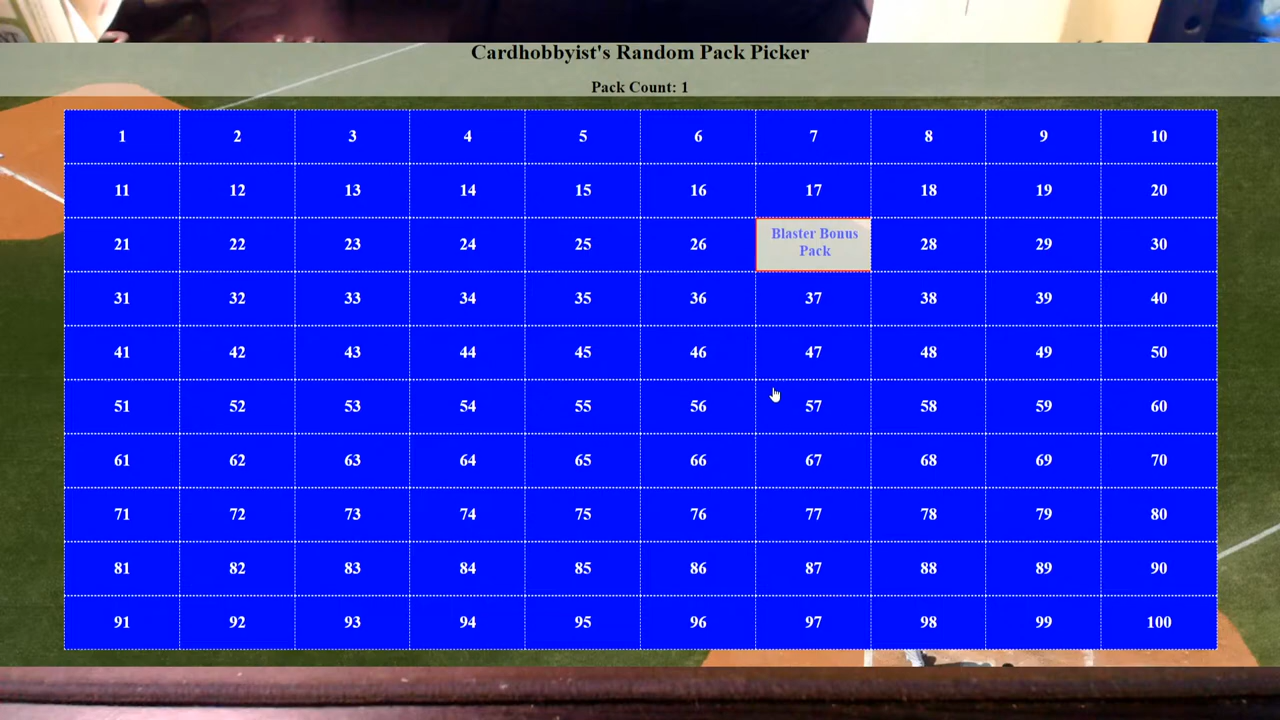 Cardhobbyist's Random Pack Picker
Pack Count: 1
1 2 3 4 5 6 7 8 9 10
11 12 13 14 15 16 17 18 19 20
21 22 23 24 25 26 Blaster Bonus Pack 28 29 30
31 32 33 34 35 36 37 38 39 40
41 42 43 44 45 46 47 48 49 50
51 52 53 54 55 56 57 58 59 60
61 62 63 64 65 66 67 68 69 70
71 72 73 74 75 76 77 78 79 80
81 82 83 84 85 86 87 88 89 90
91 92 93 94 95 96 97 98 99 100